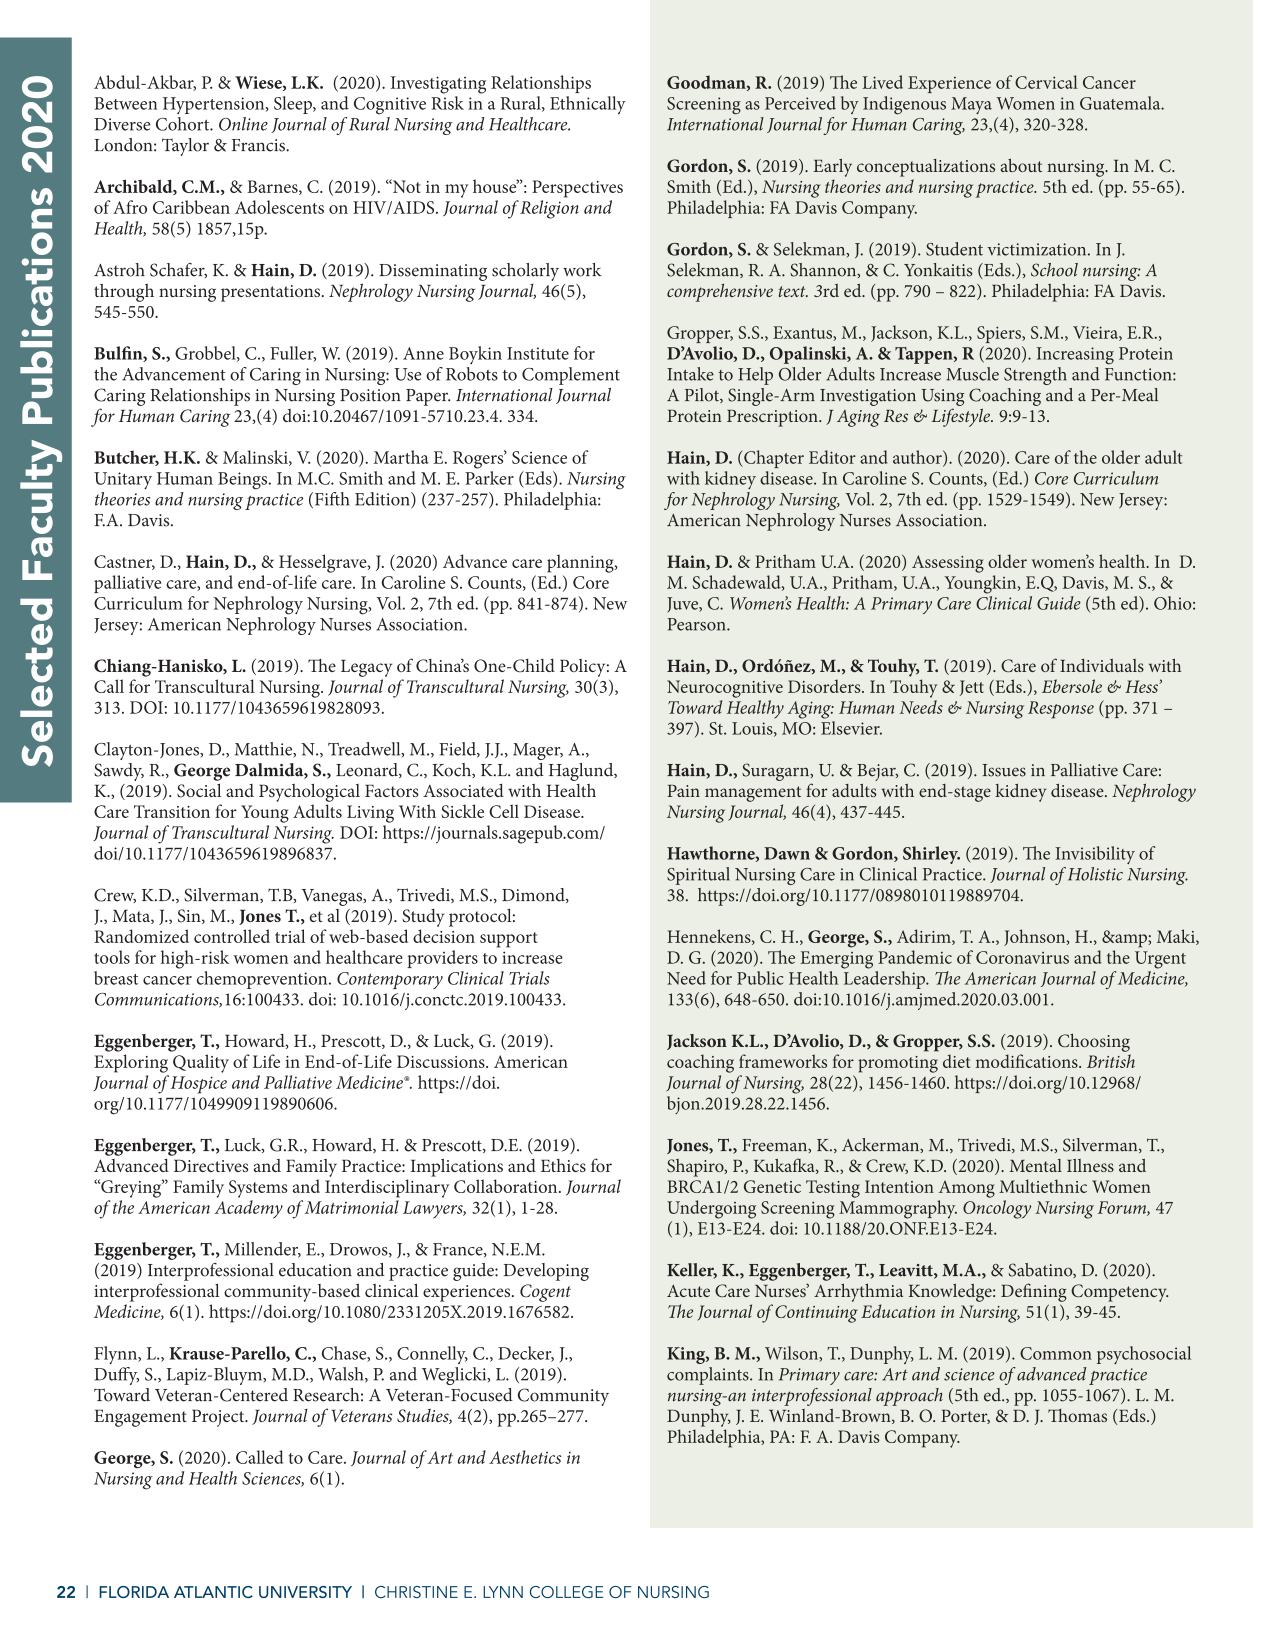 Selected Faculty Publications 2020
Abdul-Akbar, P. & Wiese, L.K.  (2020). Investigating Relationships
Between Hypertension, Sleep, and Cognitive Risk in a Rural, Ethnically
Diverse Cohort. Online Journal of Rural Nursing and Healthcare.
London: Taylor & Francis.
Archibald, C.M., & Barnes, C. (2019). “Not in my house”: Perspectives
of Afro Caribbean Adolescents on HIV/AIDS. Journal of Religion and
Health, 58(5) 1857,15p.
Astroh Schafer, K. & Hain, D. (2019). Disseminating scholarly work
through nursing presentations. Nephrology Nursing Journal, 46(5),
545-550.
Bulfin, S., Grobbel, C., Fuller, W. (2019). Anne Boykin Institute for
the Advancement of Caring in Nursing: Use of Robots to Complement
Caring Relationships in Nursing Position Paper. International Journal
for Human Caring 23,(4) doi:10.20467/1091-5710.23.4. 334.
Butcher, H.K. & Malinski, V. (2020). Martha E. Rogers’ Science of
Unitary Human Beings. In M.C. Smith and M. E. Parker (Eds). Nursing
theories and nursing practice (Fifth Edition) (237-257). Philadelphia:
F.A. Davis.
Castner, D., Hain, D., & Hesselgrave, J. (2020) Advance care planning,
palliative care, and end-of-life care. In Caroline S. Counts, (Ed.) Core
Curriculum for Nephrology Nursing, Vol. 2, 7th ed. (pp. 841-874). New
Jersey: American Nephrology Nurses Association.
Chiang-Hanisko, L. (2019). The Legacy of China’s One-Child Policy: A
Call for Transcultural Nursing. Journal of Transcultural Nursing, 30(3),
313. DOI: 10.1177/1043659619828093.
Clayton-Jones, D., Matthie, N., Treadwell, M., Field, J.J., Mager, A.,
Sawdy, R., George Dalmida, S., Leonard, C., Koch, K.L. and Haglund,
K., (2019). Social and Psychological Factors Associated with Health
Care Transition for Young Adults Living With Sickle Cell Disease.
Journal of Transcultural Nursing. DOI: https://journals.sagepub.com/
doi/10.1177/1043659619896837.
Crew, K.D., Silverman, T.B, Vanegas, A., Trivedi, M.S., Dimond,
J., Mata, J., Sin, M., Jones T., et al (2019). Study protocol:
Randomized controlled trial of web-based decision support
tools for high-risk women and healthcare providers to increase
breast cancer chemoprevention. Contemporary Clinical Trials
Communications,16:100433. doi: 10.1016/j.conctc.2019.100433.
Eggenberger, T., Howard, H., Prescott, D., & Luck, G. (2019).
Exploring Quality of Life in End-of-Life Discussions. American
Journal of Hospice and Palliative Medicine®. https://doi.
org/10.1177/1049909119890606.
Eggenberger, T., Luck, G.R., Howard, H. & Prescott, D.E. (2019).
Advanced Directives and Family Practice: Implications and Ethics for
“Greying” Family Systems and Interdisciplinary Collaboration. Journal
of the American Academy of Matrimonial Lawyers, 32(1), 1-28.
Eggenberger, T., Millender, E., Drowos, J., & France, N.E.M.
(2019) Interprofessional education and practice guide: Developing
interprofessional community-based clinical experiences. Cogent
Medicine, 6(1). https://doi.org/10.1080/2331205X.2019.1676582.
Flynn, L., Krause-Parello, C., Chase, S., Connelly, C., Decker, J.,
Duffy, S., Lapiz-Bluym, M.D., Walsh, P. and Weglicki, L. (2019).
Toward Veteran-Centered Research: A Veteran-Focused Community
Engagement Project. Journal of Veterans Studies, 4(2), pp.265–277.
George, S. (2020). Called to Care. Journal of Art and Aesthetics in
Nursing and Health Sciences, 6(1).
Goodman, R. (2019) The Lived Experience of Cervical Cancer
Screening as Perceived by Indigenous Maya Women in Guatemala.
International Journal for Human Caring, 23,(4), 320-328.
Gordon, S. (2019). Early conceptualizations about nursing. In M. C.
Smith (Ed.), Nursing theories and nursing practice. 5th ed. (pp. 55-65).
Philadelphia: FA Davis Company.
Gordon, S. & Selekman, J. (2019). Student victimization. In J.
Selekman, R. A. Shannon, & C. Yonkaitis (Eds.), School nursing: A
comprehensive text. 3rd ed. (pp. 790 – 822). Philadelphia: FA Davis.
Gropper, S.S., Exantus, M., Jackson, K.L., Spiers, S.M., Vieira, E.R.,
D’Avolio, D., Opalinski, A. & Tappen, R (2020). Increasing Protein
Intake to Help Older Adults Increase Muscle Strength and Function:
A Pilot, Single-Arm Investigation Using Coaching and a Per-Meal
Protein Prescription. J Aging Res & Lifestyle. 9:9-13.
Hain, D. (Chapter Editor and author). (2020). Care of the older adult
with kidney disease. In Caroline S. Counts, (Ed.) Core Curriculum
for Nephrology Nursing, Vol. 2, 7th ed. (pp. 1529-1549). New Jersey:
American Nephrology Nurses Association.
Hain, D. & Pritham U.A. (2020) Assessing older women’s health. In  D.
M. Schadewald, U.A., Pritham, U.A., Youngkin, E.Q, Davis, M. S., &
Juve, C. Women’s Health: A Primary Care Clinical Guide (5th ed). Ohio:
Pearson.
Hain, D., Ordóñez, M., & Touhy, T. (2019). Care of Individuals with
Neurocognitive Disorders. In Touhy & Jett (Eds.), Ebersole & Hess’
Toward Healthy Aging: Human Needs & Nursing Response (pp. 371 –
397). St. Louis, MO: Elsevier.
Hain, D., Suragarn, U. & Bejar, C. (2019). Issues in Palliative Care:
Pain management for adults with end-stage kidney disease. Nephrology
Nursing Journal, 46(4), 437-445.
Hawthorne, Dawn & Gordon, Shirley. (2019). The Invisibility of
Spiritual Nursing Care in Clinical Practice. Journal of Holistic Nursing.
38.  https://doi.org/10.1177/0898010119889704.
Hennekens, C. H., George, S., Adirim, T. A., Johnson, H., &amp; Maki,
D. G. (2020). The Emerging Pandemic of Coronavirus and the Urgent
Need for Public Health Leadership. The American Journal of Medicine,
133(6), 648-650. doi:10.1016/j.amjmed.2020.03.001.
Jackson K.L., D’Avolio, D., & Gropper, S.S. (2019). Choosing
coaching frameworks for promoting diet modifications. British
Journal of Nursing, 28(22), 1456-1460. https://doi.org/10.12968/
bjon.2019.28.22.1456.
Jones, T., Freeman, K., Ackerman, M., Trivedi, M.S., Silverman, T.,
Shapiro, P., Kukafka, R., & Crew, K.D. (2020). Mental Illness and
BRCA1/2 Genetic Testing Intention Among Multiethnic Women
Undergoing Screening Mammography. Oncology Nursing Forum, 47
(1), E13-E24. doi: 10.1188/20.ONF.E13-E24.
Keller, K., Eggenberger, T., Leavitt, M.A., & Sabatino, D. (2020).
Acute Care Nurses’ Arrhythmia Knowledge: Defining Competency.
The Journal of Continuing Education in Nursing, 51(1), 39-45.
King, B. M., Wilson, T., Dunphy, L. M. (2019). Common psychosocial
complaints. In Primary care: Art and science of advanced practice
nursing-an interprofessional approach (5th ed., pp. 1055-1067). L. M.
Dunphy, J. E. Winland-Brown, B. O. Porter, & D. J. Thomas (Eds.)
Philadelphia, PA: F. A. Davis Company.
22 | FLORIDA ATLANTIC UNIVERSITY | CHRISTINE E. LYNN COLLEGE OF NURSING